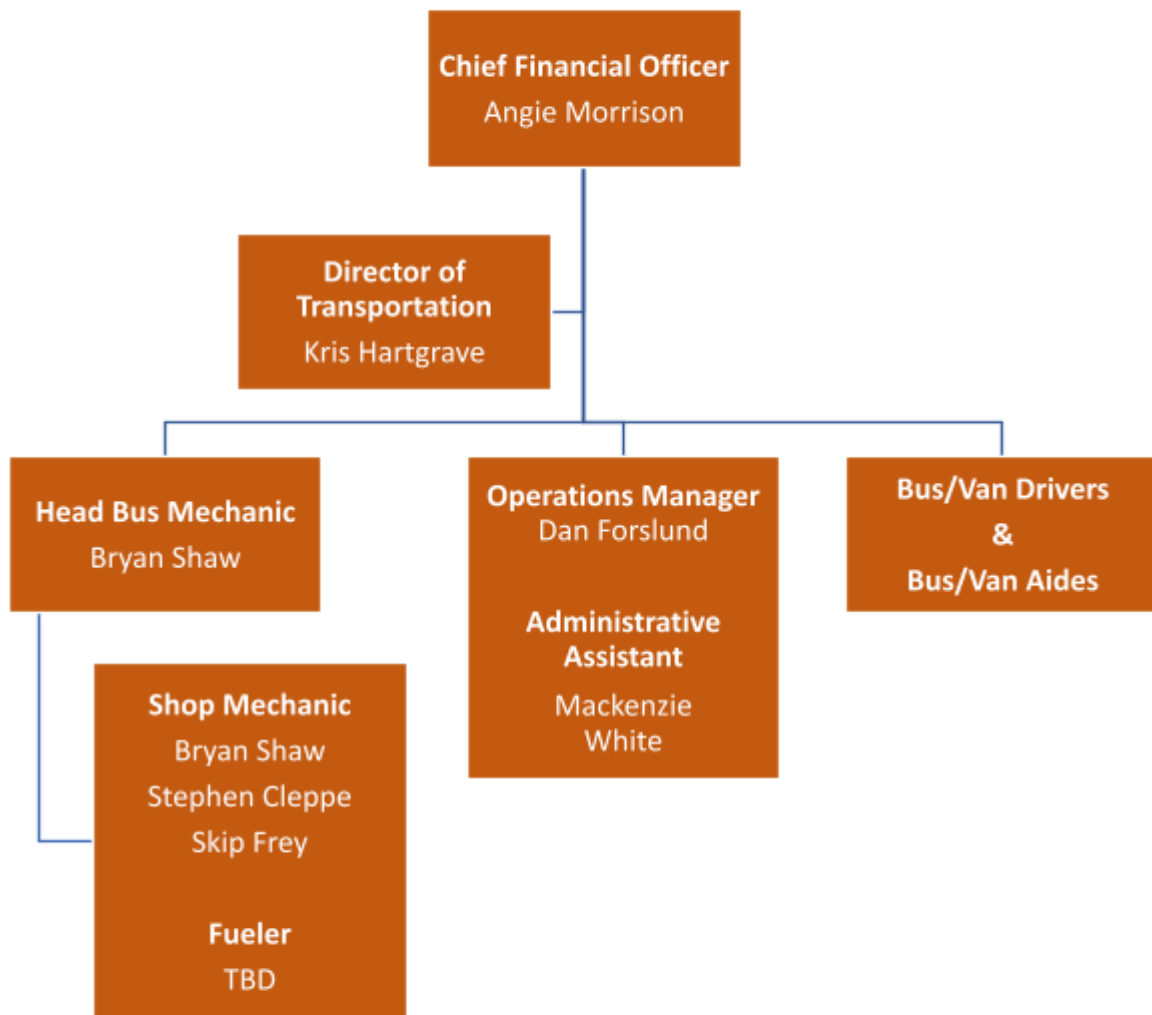 Chief Financial Officer
Angie Morrison
Director of
Transportation
Kris Hartgrave
Head Bus Mechanic
Bryan Shaw
Shop Mechanic
Bryan Shaw
Stephen Cleppe
Skip Frey
Fueler
TBD
Operations Manager
Dan Forslund
Administrative
Assistant
Mackenzie
White
Bus/Van Drivers
&
Bus/Van Aides